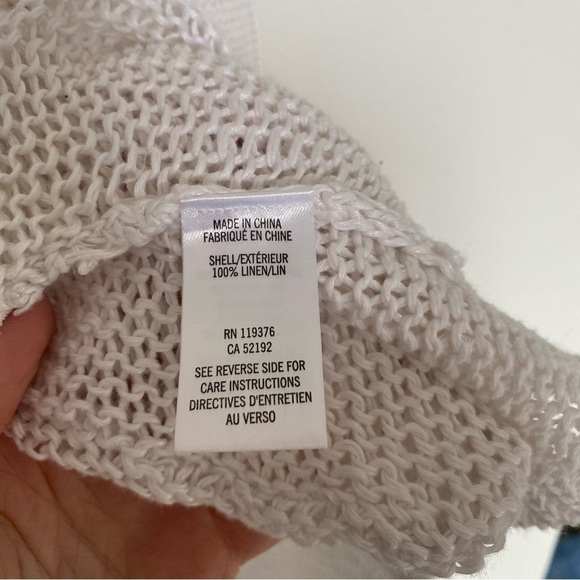 MADE IN CHINA
FABRIQUÉ EN CHINE
SHELL/EXTÉRIEUR
100% LINEN/LIN
RN 119376
CA 52192
SEE REVERSE SIDE FOR
CARE INSTRUCTIONS
DIRECTIVES D'ENTRETIEN
AU VERSO